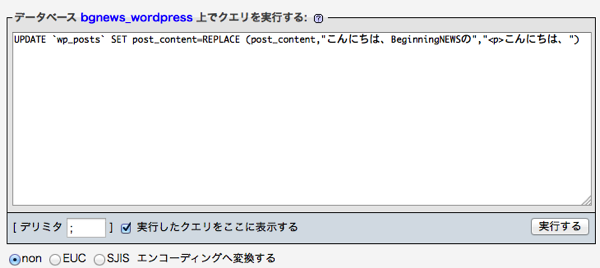 データベース bgnews_wordpress 上でクエリを実行する:
UPDATE `wp_posts` SET post_content=REPLACE (post_content,"こんにちは、BeginningNEWSの","<p>こんにちは、")
[ デリミタ ; ] 実行したクエリをここに表示する 実行する
non EUC SJIS エンコーディングへ変換する